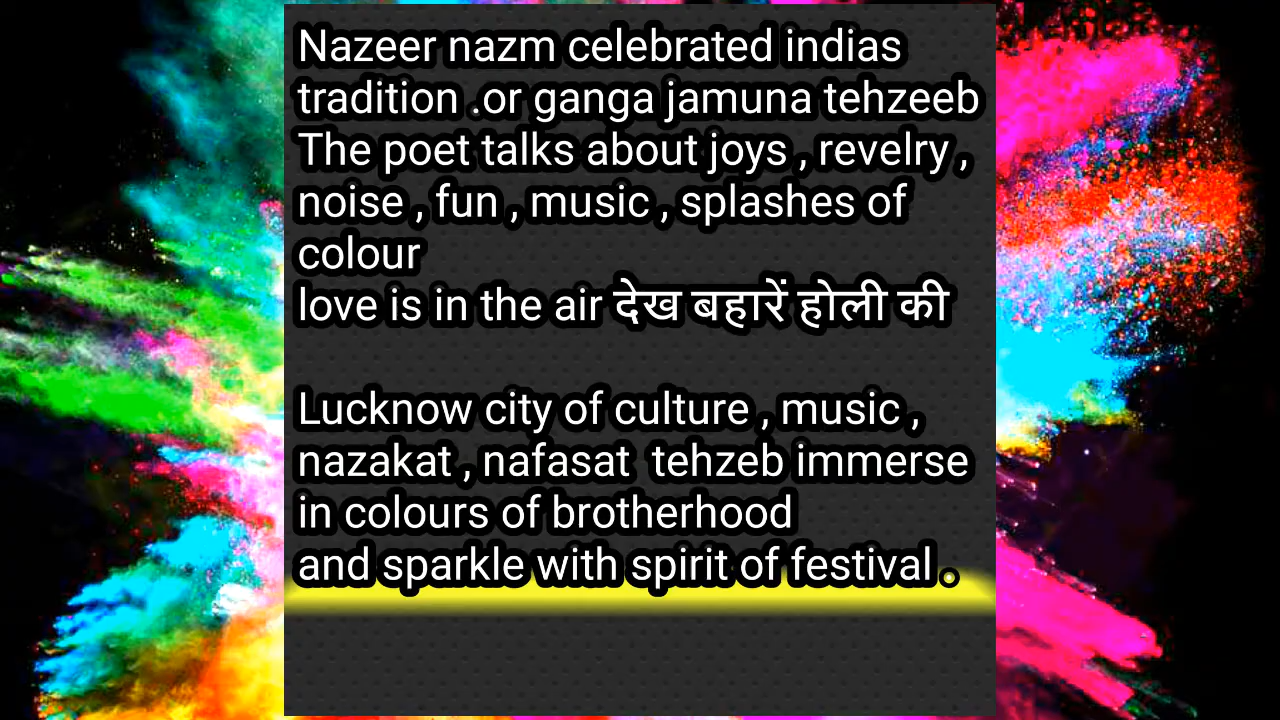 Nazeer nazm celebrated indias
tradition .or ganga jamuna tehzeeb
The poet talks about joys , revelry ,
noise , fun , music , splashes of
colour
love is in the air देख बहारें होली की
Lucknow city of culture , music ,
nazakat , nafasat  tehzeb immerse
in colours of brotherhood
and sparkle with spirit of festival .